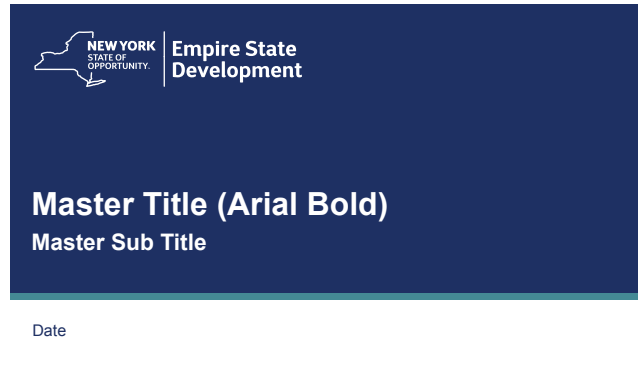 NEW YORK
STATE OF
OPPORTUNITY.
Empire State
Development
Master Title (Arial Bold)
Master Sub Title
Date